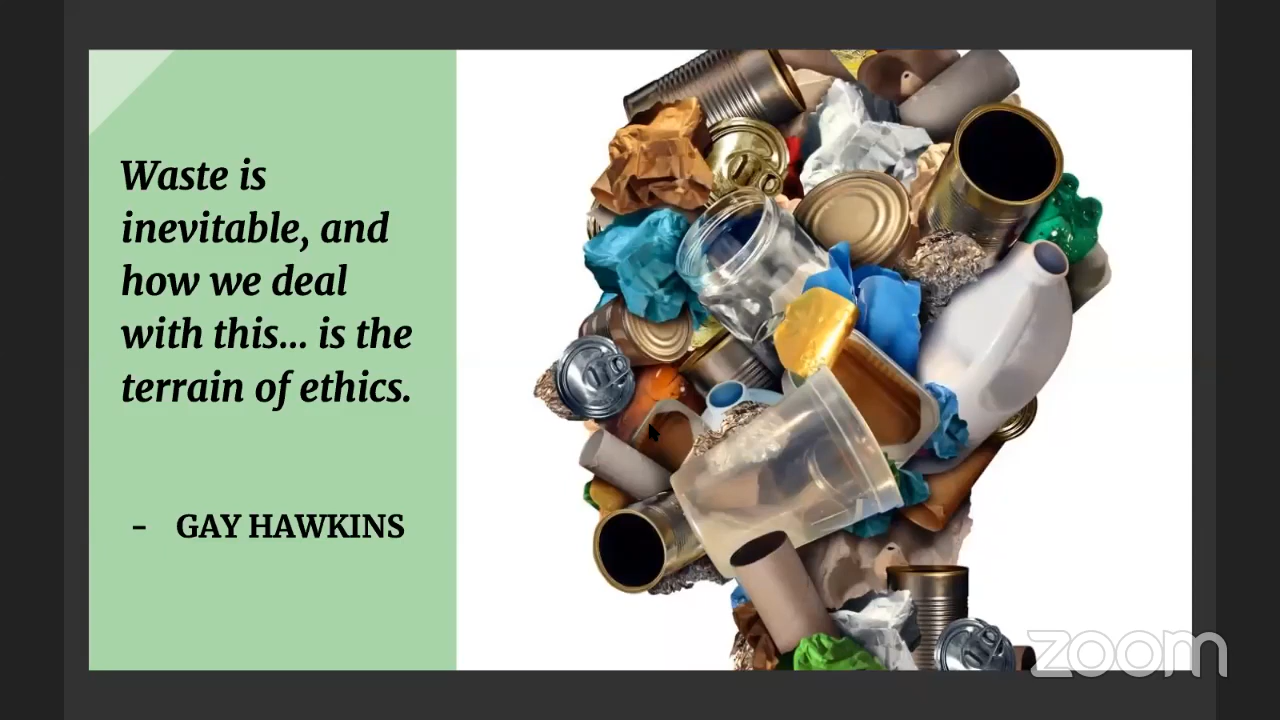 Waste is
inevitable, and
how we deal
with this... is the
terrain of ethics.
- GAY HAWKINS
zoom